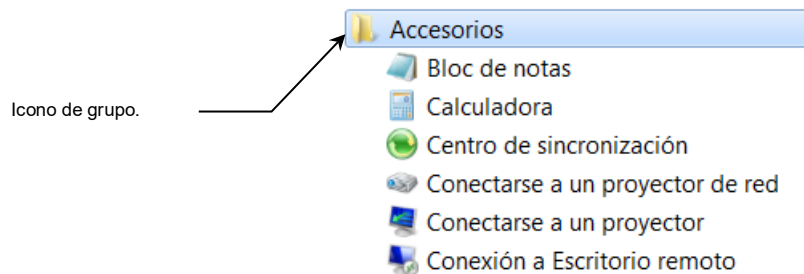 Accesorios
Bloc de notas
Icono de grupo.
Calculadora
Centro de sincronización
Conectarse a un proyector de red
Conectarse a un proyector
Conexión a Escritorio remoto